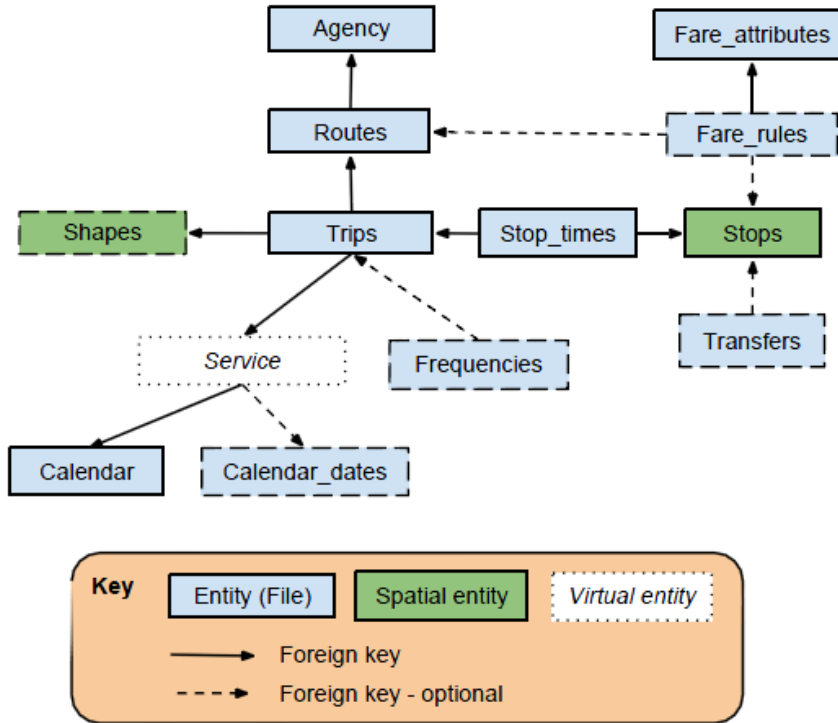 Agency
Fare_attributes
Routes
Fare_rules
Shapes
Trips
Stop_times
Stops
Service
Frequencies
Transfers
Calendar
Calendar_dates
Key
Entity (File)
Spatial entity
Virtual entity
Foreign key
Foreign key - optional